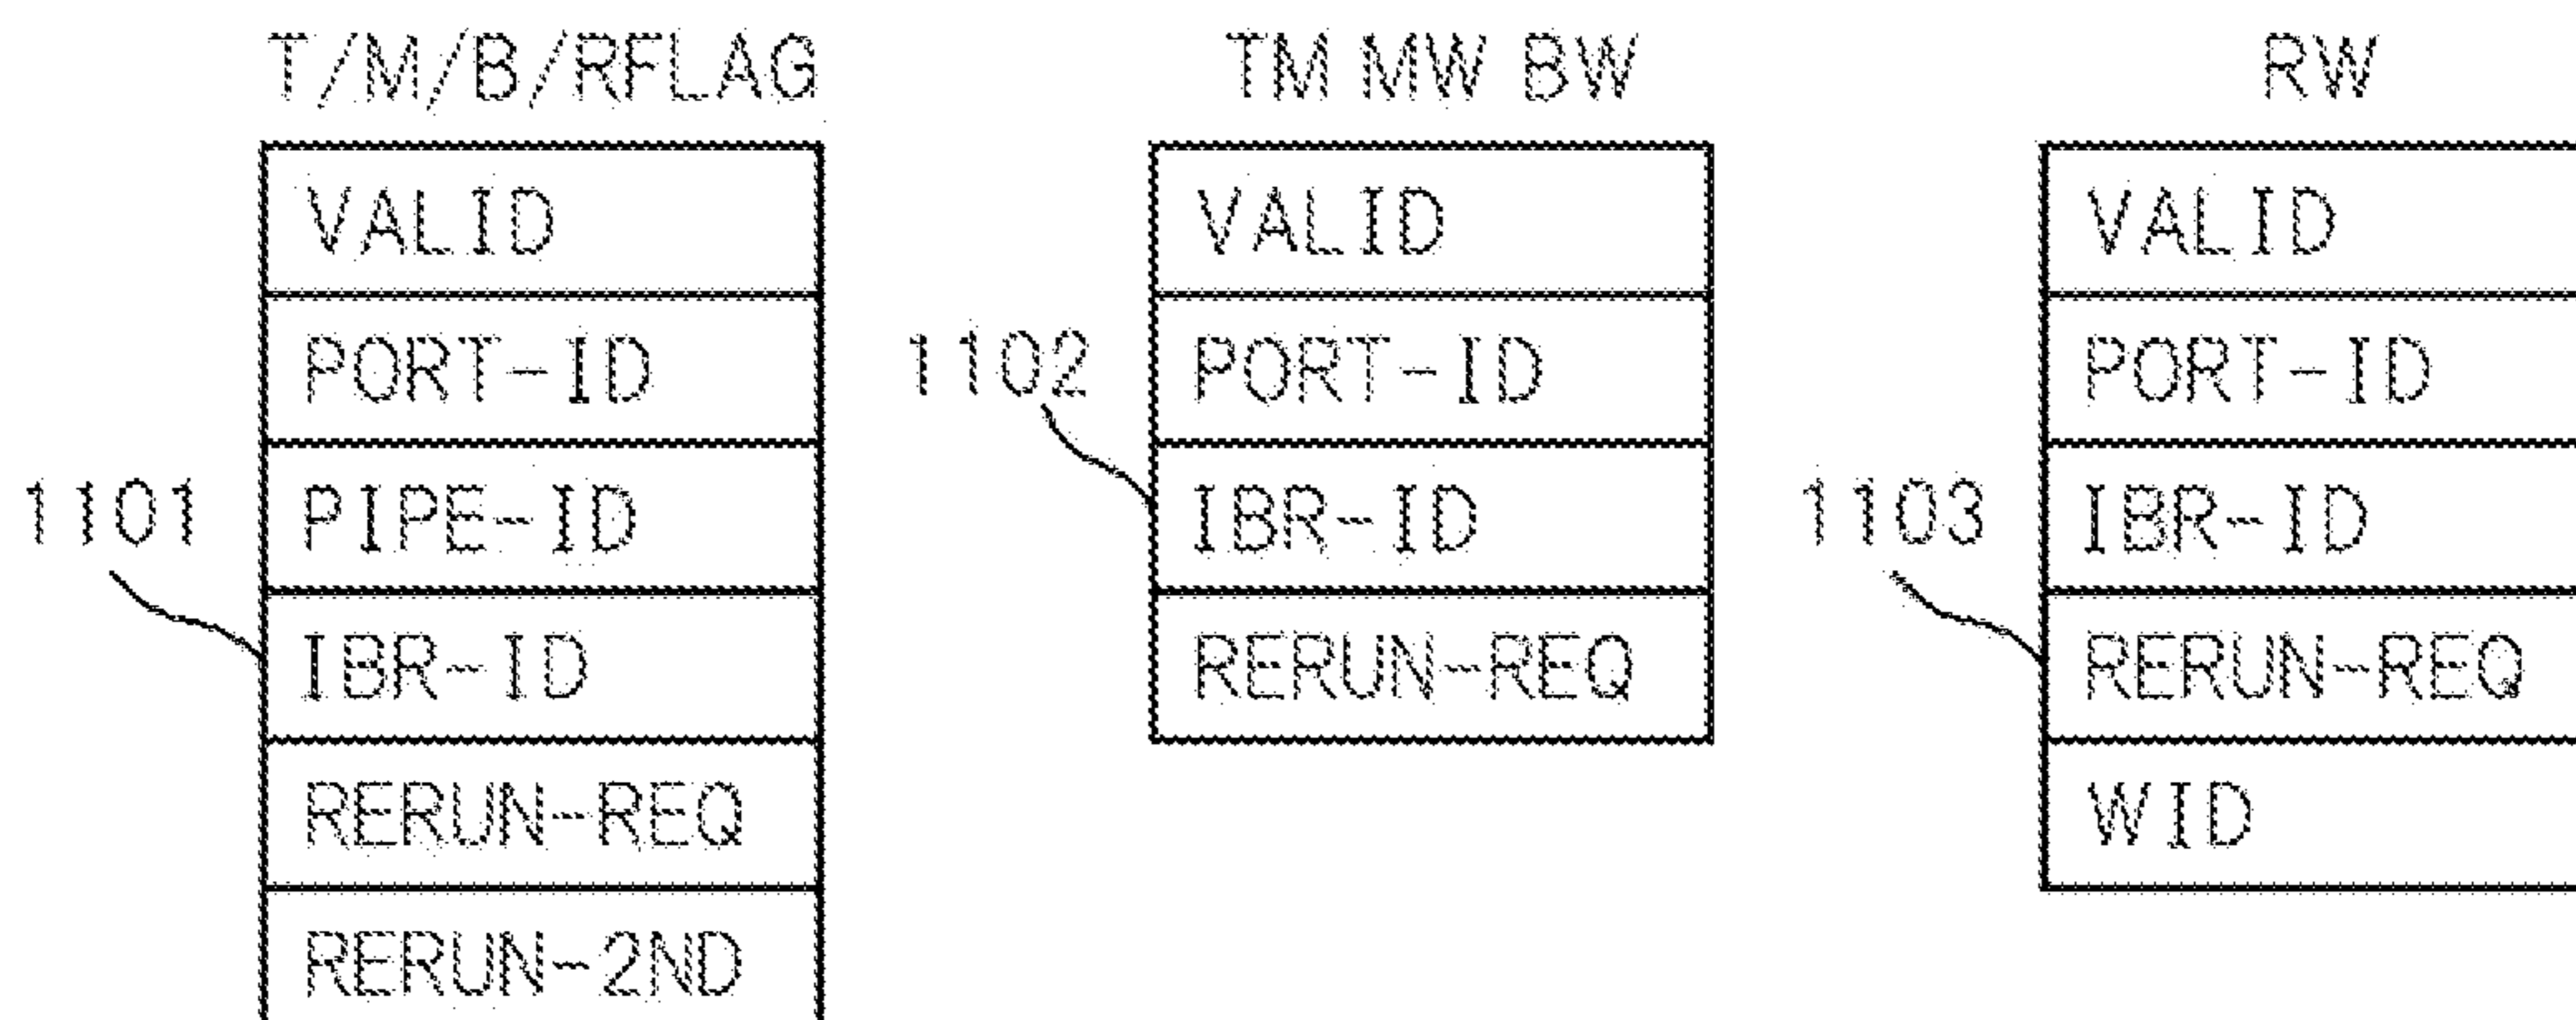 T/M/B/RFLAG
VALID
PORT-ID
1101
PIPE-ID
IBR-ID
RERUN-REQ
RERUN-2ND
TM MW BW
VALID
1102
PORT-ID
IBR-ID
RERUN-REQ
RW
VALID
PORT-ID
1103
IBR-ID
RERUN-REQ
WID